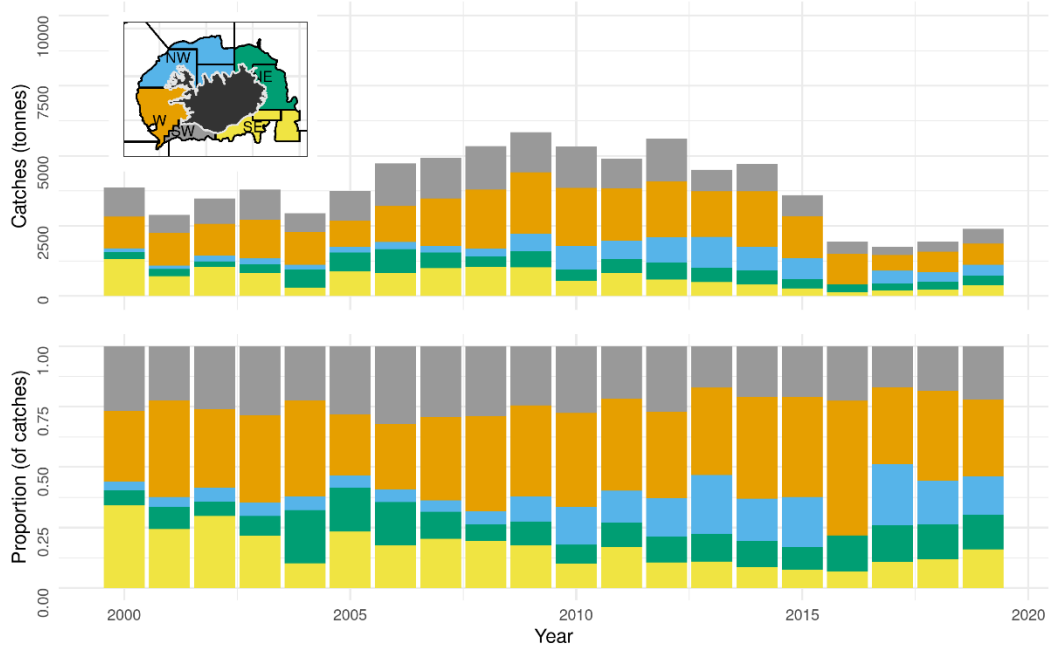 Catches (tonnes)
10000
7500
5000
2500
0
NW
NE
W
SW
SE
Proportion (of catches)
1.00
0.75
0.50
0.25
0.00
2000 2005 2010 2015 2020
Year